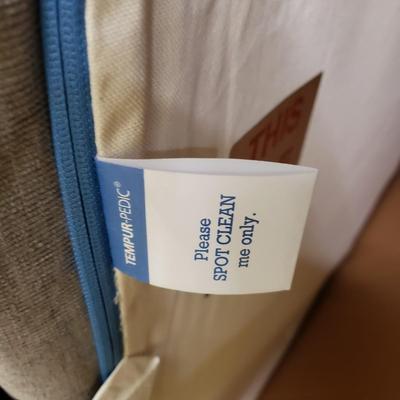 TEMPUR-PEDIC®
Please
SPOT CLEAN
me only.
THIS